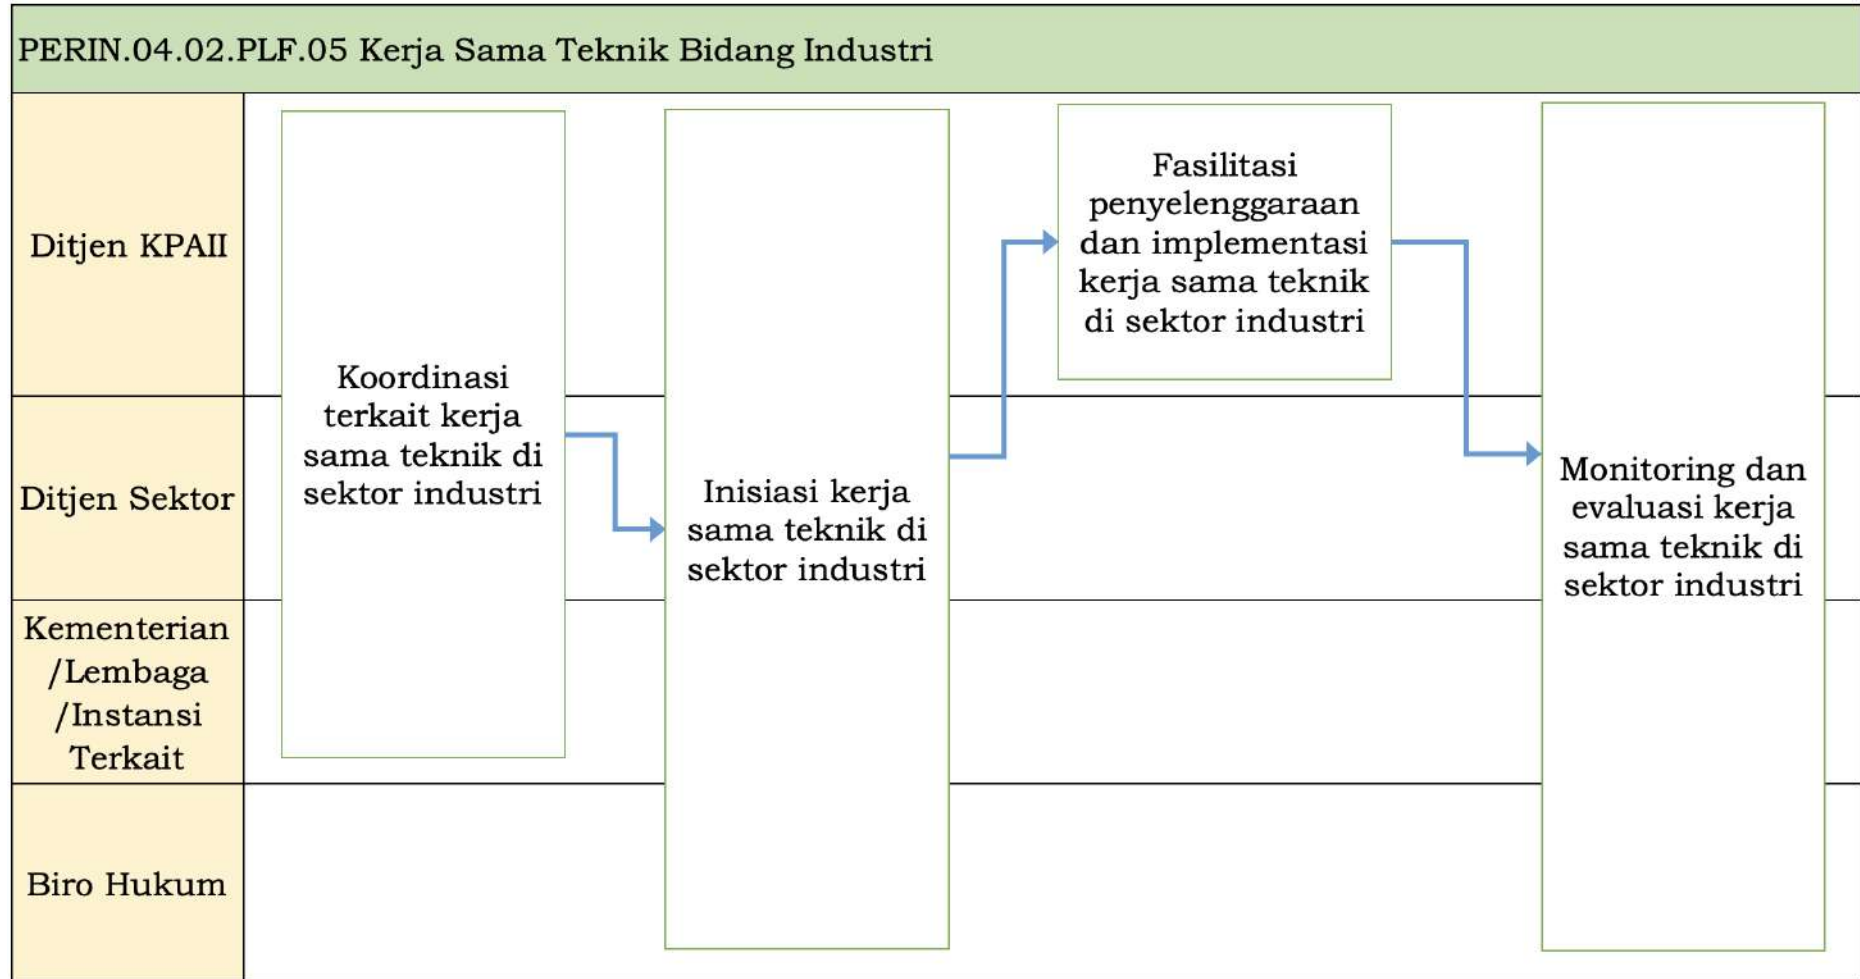 PERIN.04.02.PLF.05 Kerja Sama Teknik Bidang Industri
Ditjen KPAII
Ditjen Sektor
Kementerian
/Lembaga
/Instansi
Terkait
Biro Hukum
Koordinasi
terkait kerja
sama teknik di
sektor industri
Inisiasi kerja
sama teknik di
sektor industri
Fasilitasi
penyelenggaraan
dan implementasi
kerja sama teknik
di sektor industri
Monitoring dan
evaluasi kerja
sama teknik di
sektor industri